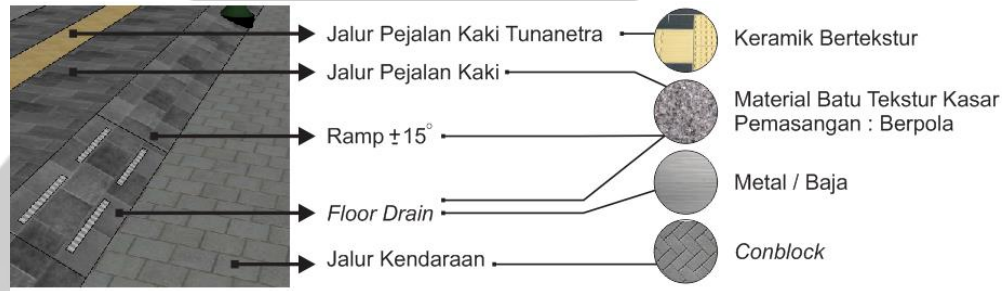 Jalur Pejalan Kaki Tunanetra
Keramik Bertekstur
Jalur Pejalan Kaki
Material Batu Tekstur Kasar
Pemasangan : Berpola
Ramp ±15°
Metal / Baja
Floor Drain
Jalur Kendaraan
Conblock